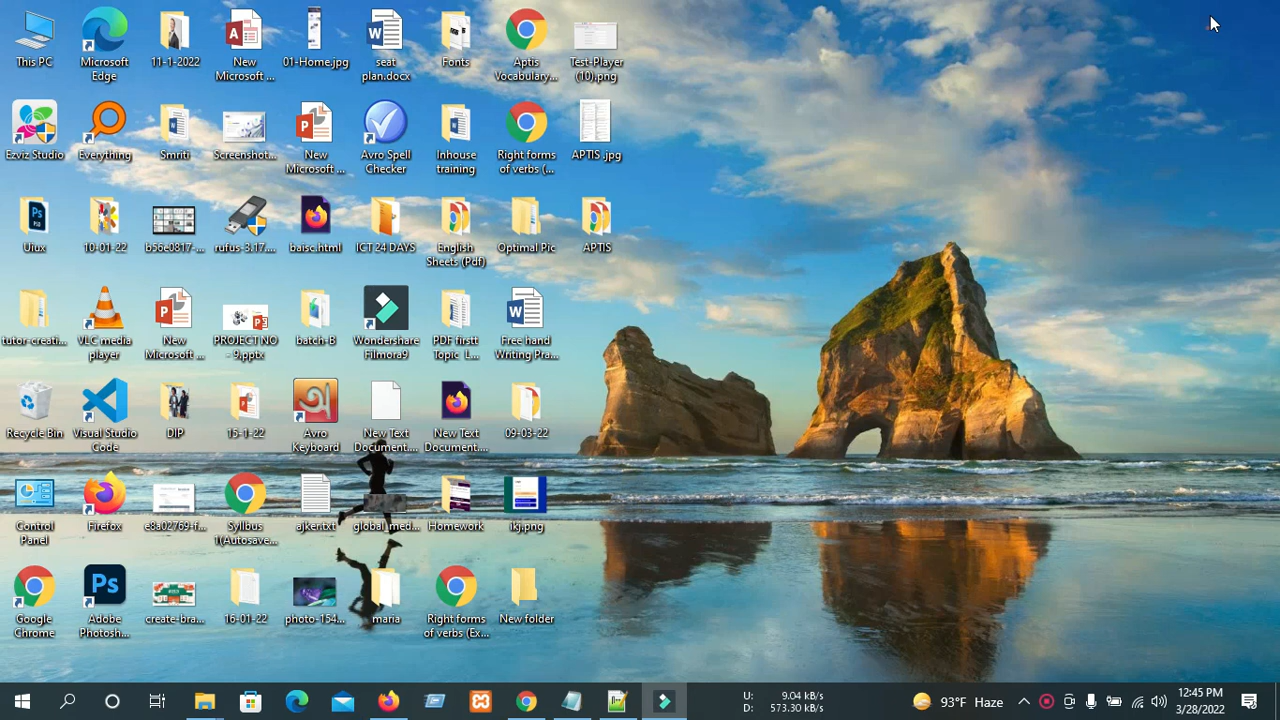 This PC
Microsoft
Edge
11-1-2022
New
Microsoft ...
01-Home.jpg
seat
plan.docx
Fonts
Aptis
Vocabulary...
Test-Player
(10).png
Ezviz Studio
Everything
Smriti
Screenshot...
New
Microsoft ...
Avro Spell
Checker
Inhouse
training
Right forms
of verbs (...
APTIS .jpg
Uiux
10-01-22
b56e0817-...
rufus-3.17....
baisc.html
ICT 24 DAYS
English
Sheets (Pdf)
Optimal Pic
APTIS
tutor-creati...
VLC media
player
New
Microsoft ...
PROJECT NO
- 9.pptx
batch-B
Wondershare
Filmora9
PDF firstt
Topic L...
Free hand
Writing Pra...
Recycle Bin
Visual Studio
Code
DIP
15-1-22
Avro
Keyboard
New Text
Document....
New Text
Document....
09-03-22
Control
Panel
Firefox
e8a02769-f...
Syllbus
1(Autosave...
ajker.txt
global_med...
Homework
lkj.png
Google
Chrome
Adobe
Photosh...
create-bra...
16-01-22
photo-154...
maria
Right forms
of verbs (Ex...
New folder
U: 9.04 kB/s
D: 573.30 kB/s
93°F Haze
12:45 PM
3/28/2022